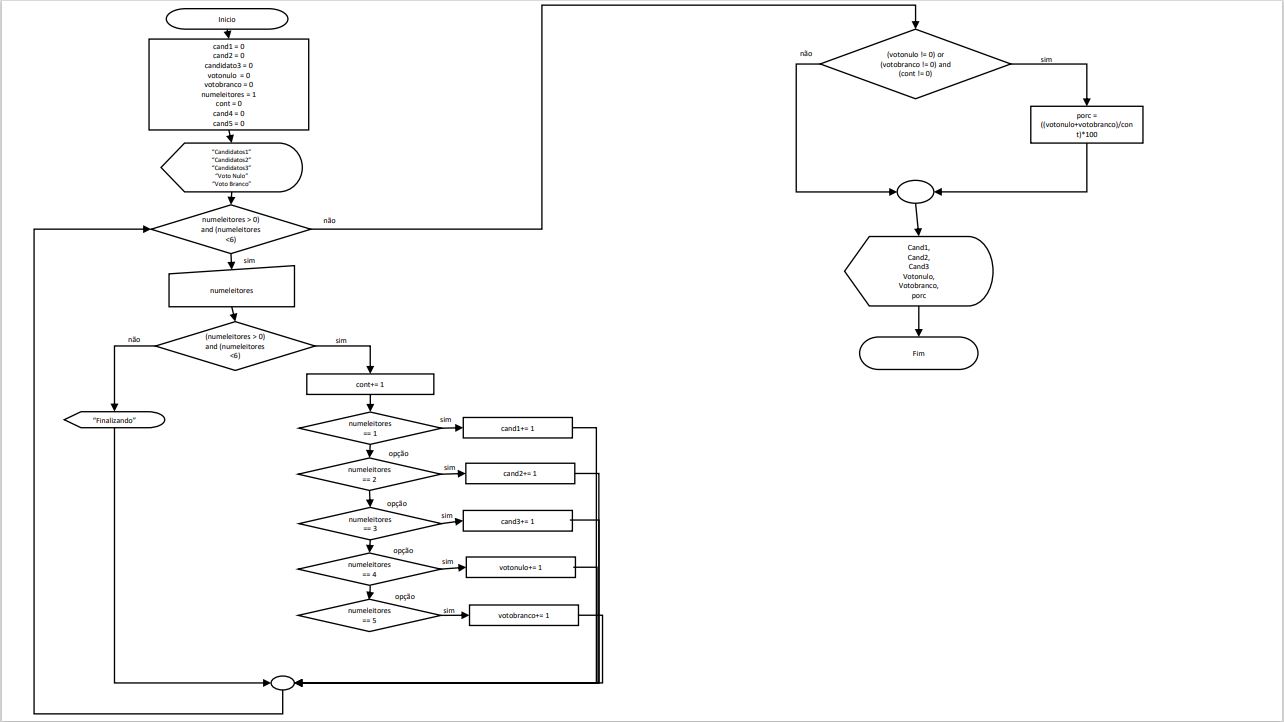 Inicio
cand1 = 0
cand2 = 0
candidato3 = 0
votonulo = 0
votobranco = 0
numeleitores = 1
cont = 0
cand4 = 0
cand5 = 0
"Candidatos1"
"Candidatos2"
"Candidatos3"
"Voto Nulo"
"Voto Branco"
numeleitores > 0)
and (numeleitores
<6)
não
sim
numeleitores
(numeleitores > 0)
and (numeleitores
<6)
não
sim
"Finalizando"
cont+= 1
numeleitores
== 1
sim
cand1+= 1
opção
numeleitores
== 2
sim
cand2+= 1
opção
numeleitores
== 3
sim
cand3+= 1
opção
numeleitores
== 4
sim
votonulo+= 1
opção
numeleitores
== 5
sim
votobranco+= 1
(votonulo != 0) or
(votobranco != 0) and
(cont != 0)
não
sim
porc =
((votonulo+votobranco)/con
t)*100
Cand1,
Cand2,
Cand3
Votonulo,
Votobranco,
porc
Fim